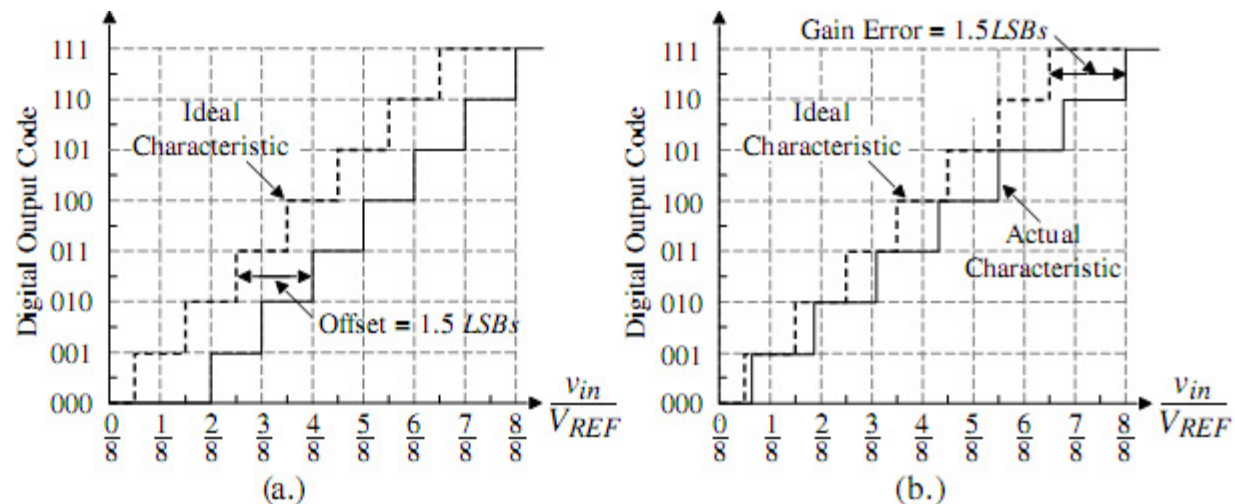 Digital Output Code
111
110
101
100
011
010
001
000
Ideal
Characteristic
Offset = 1.5 LSBs
0/8 1/8 2/8 3/8 4/8 5/8 6/8 7/8 8/8
v_in/V_REF
(a.)
Digital Output Code
111
110
101
100
011
010
001
000
Gain Error = 1.5LSBs
Ideal
Characteristic
Actual
Characteristic
0/8 1/8 2/8 3/8 4/8 5/8 6/8 7/8 8/8
v_in/V_REF
(b.)